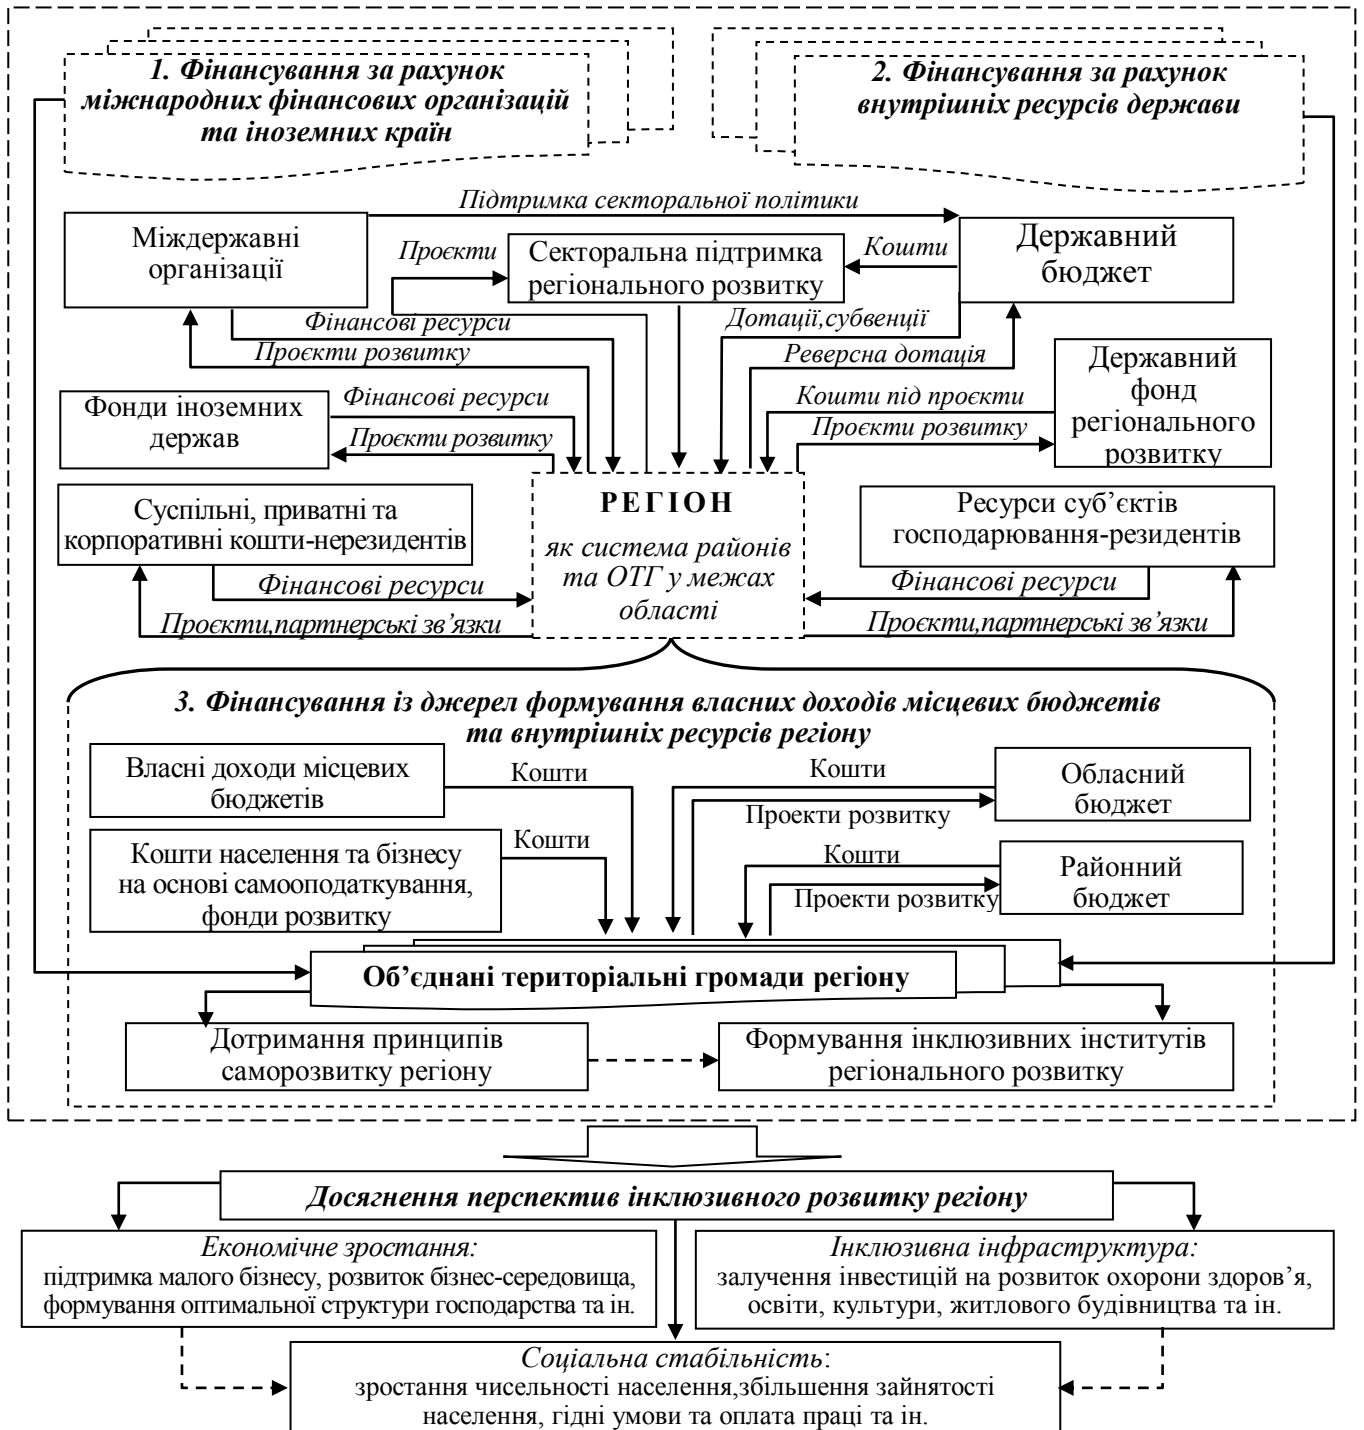 1. Фінансування за рахунок
міжнародних фінансових організацій
та іноземних країн
2. Фінансування за рахунок
внутрішніх ресурсів держави
Підтримка секторальної політики
Міждержавні
організації
Проєкти
Секторальна підтримка
регіонального розвитку
Кошти
Державний
бюджет
Фінансові ресурси
Проєкти розвитку
Дотації,субвенції
Реверсна дотація
Фонди іноземних
держав
Фінансові ресурси
Проєкти розвитку
Кошти під проєкти
Проєкти розвитку
Державний
фонд
регіонального
розвитку
Суспільні, приватні та
корпоративні кошти-нерезидентів
РЕГІОН
як система районів
та ОТГ у межах
області
Ресурси суб’єктів
господарювання-резидентів
Фінансові ресурси
Проєкти,партнерські зв’язки
Фінансові ресурси
Проєкти,партнерські зв’язки
3. Фінансування із джерел формування власних доходів місцевих бюджетів
та внутрішніх ресурсів регіону
Власні доходи місцевих
бюджетів
Кошти
Кошти
Проекти розвитку
Обласний
бюджет
Кошти населення та бізнесу
на основі самооподаткування,
фонди розвитку
Кошти
Кошти
Проекти розвитку
Районний
бюджет
Об’єднані територіальні громади регіону
Дотримання принципів
саморозвитку регіону
Формування інклюзивних інститутів
регіонального розвитку
Досягнення перспектив інклюзивного розвитку регіону
Економічне зростання:
підтримка малого бізнесу, розвиток бізнес-середовища,
формування оптимальної структури господарства та ін.
Інклюзивна інфраструктура:
залучення інвестицій на розвиток охорони здоров’я,
освіти, культури, житлового будівництва та ін.
Соціальна стабільність:
зростання чисельності населення,збільшення зайнятості
населення, гідні умови та оплата праці та ін.